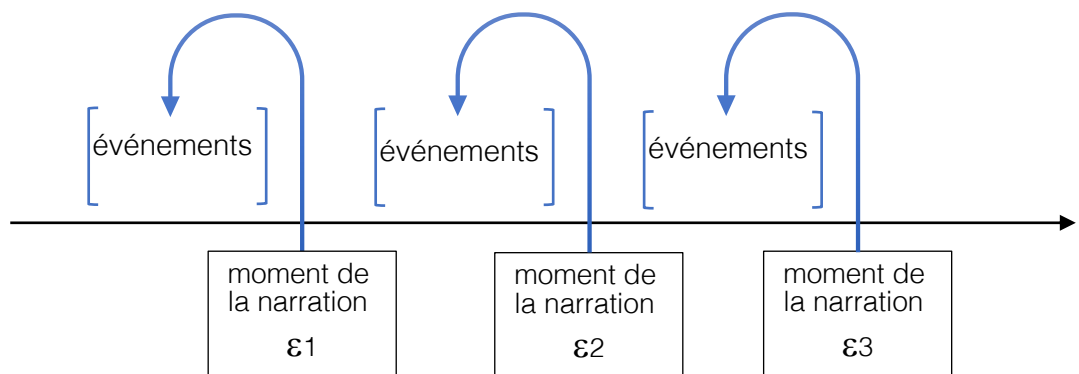 événements
événements
événements
moment de
la narration
ε1
moment de
la narration
ε2
moment de
la narration
ε3